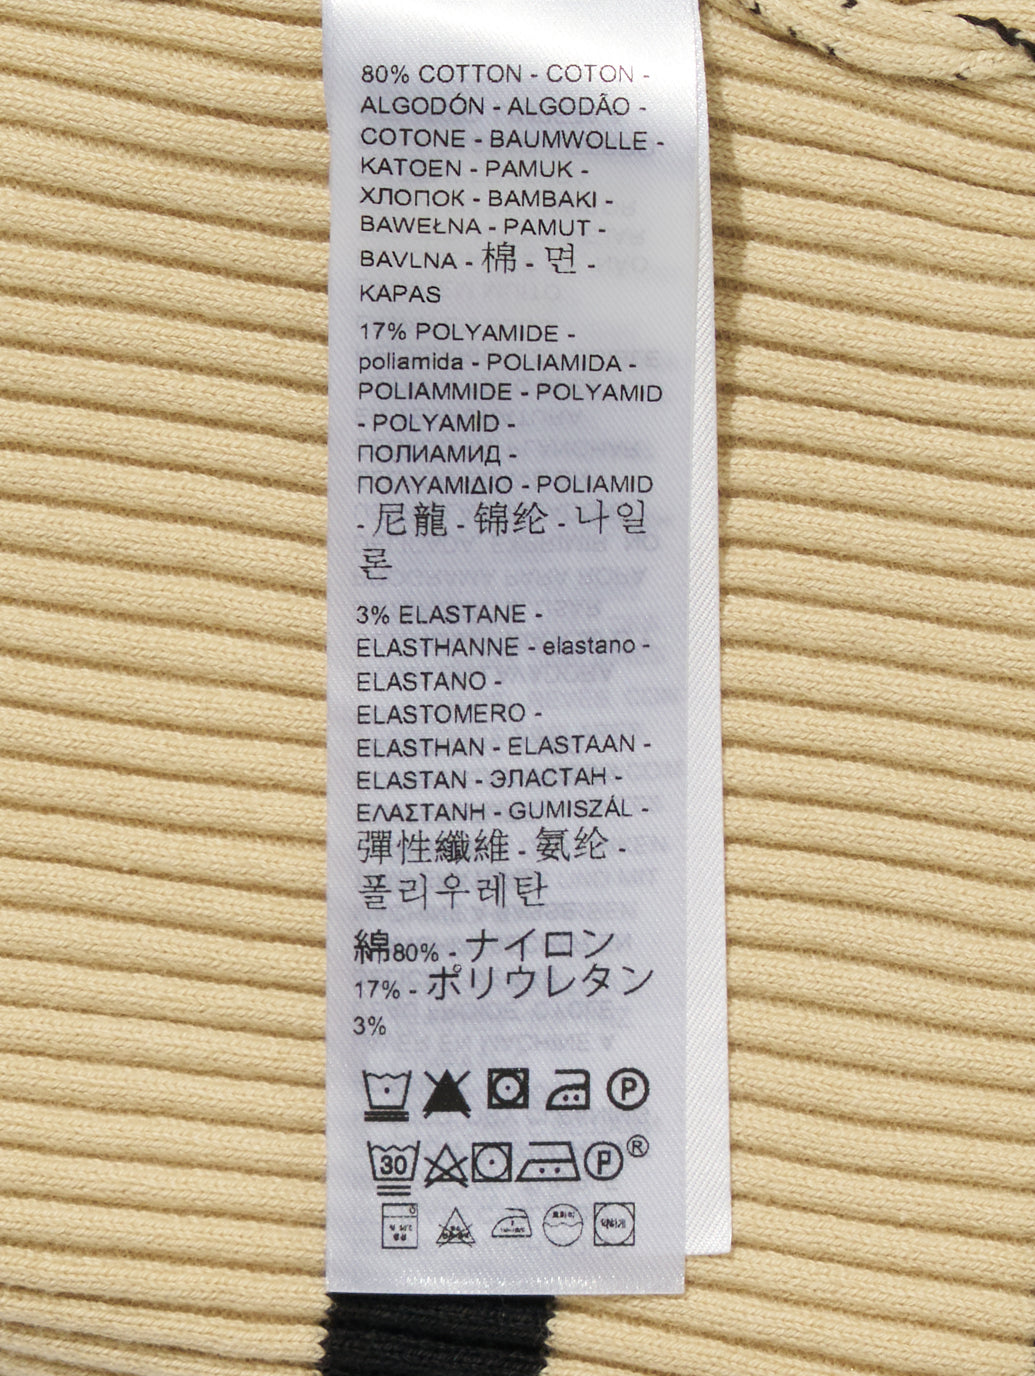 80% COTTON - COTON -
ALGODÓN - ALGODÃO -
COTONE - BAUMWOLLE -
KATOEN - PAMUK -
ХЛОПОК - BAMBAKI -
BAWEŁNA - PAMUT -
BAVLNA - 棉 - 면 -
KAPAS
17% POLYAMIDE -
poliamida - POLIAMIDA -
POLIAMMIDE - POLYAMID
- POLYAMİD -
ПОЛИАМИД -
ΠΟΛΥΑΜΙΔΙΟ - POLIAMID
- 尼龍 - 锦纶 - 나일
론
3% ELASTANE -
ELASTHANNE - elastano -
ELASTANO -
ELASTOMERO -
ELASTHAN - ELASTAAN -
ELASTAN - ЭЛАСТАН -
ΕΛΑΣΤΑΝΗ - GUMISZÁL -
彈性纖維 - 氨纶 -
폴리우레탄
綿80% - ナイロン
17% - ポリウレタン
3%
P
30 P ®
약하게